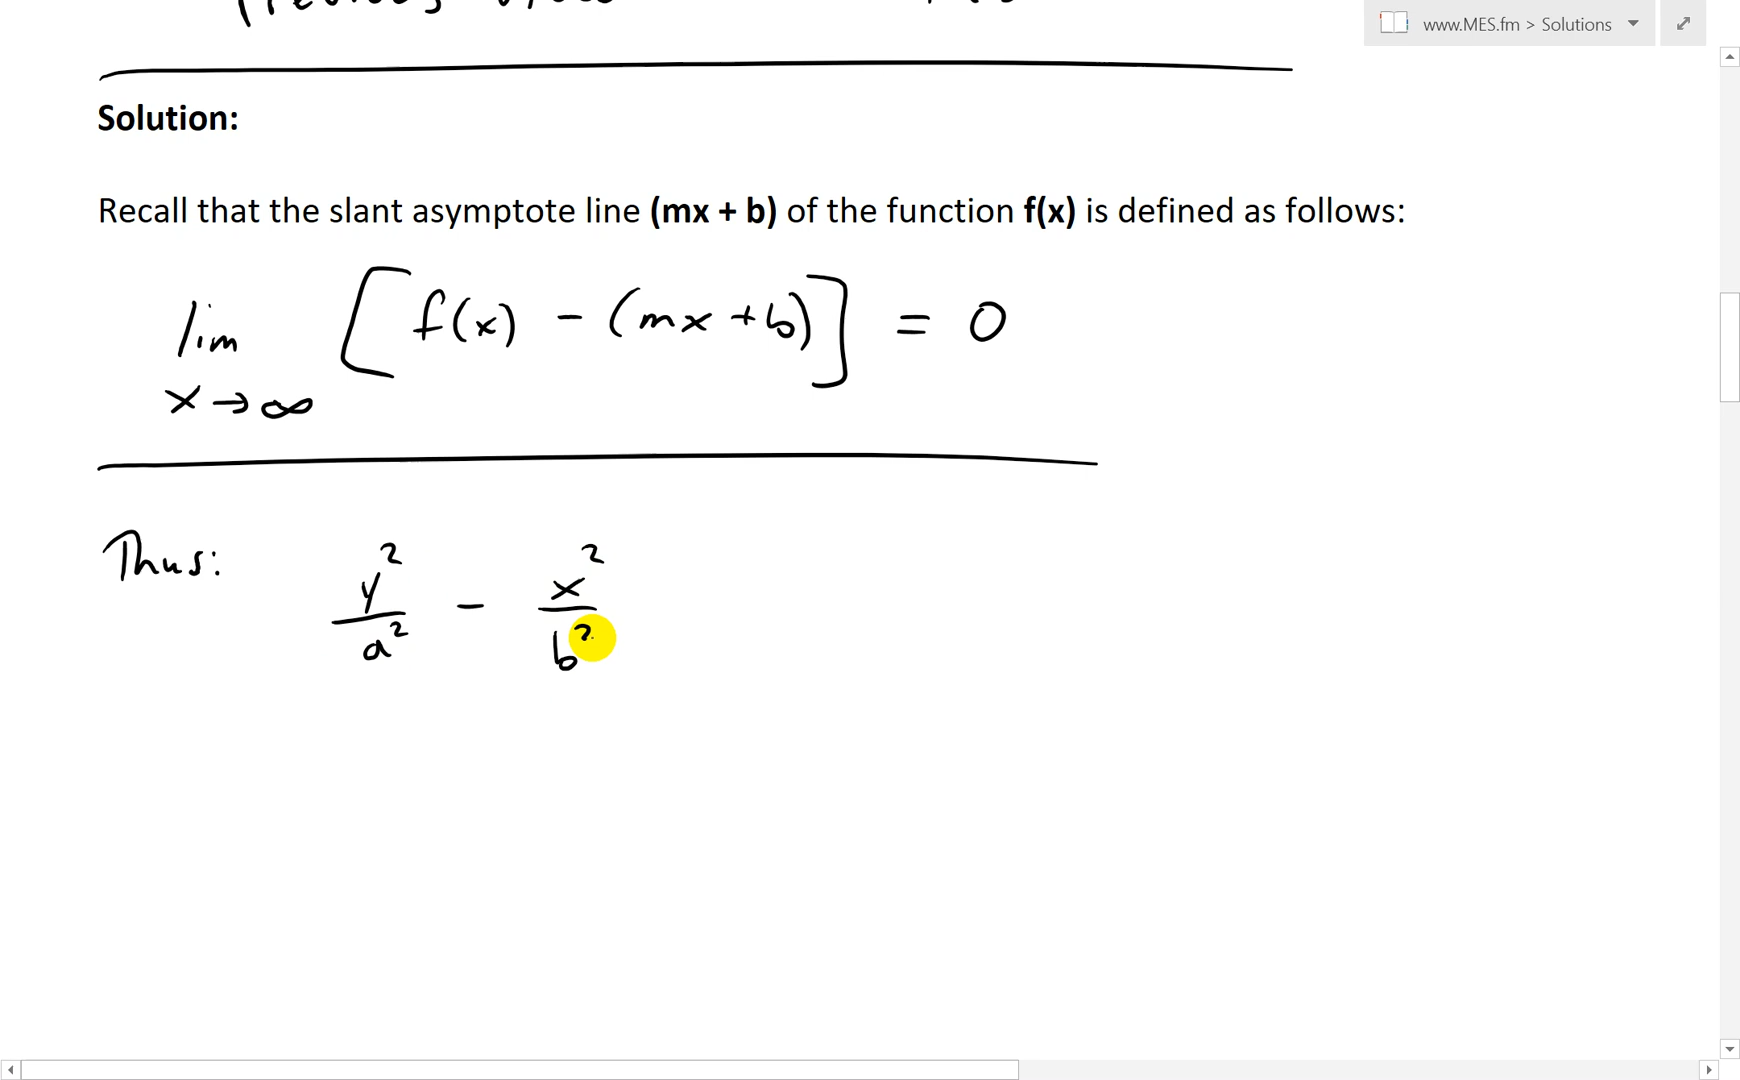 www.MES.fm > Solutions
Solution:
Recall that the slant asymptote line (mx + b) of the function f(x) is defined as follows:
lim x→∞ [f(x) - (mx+b)] = 0
Thus: y²/a² - x²/b²